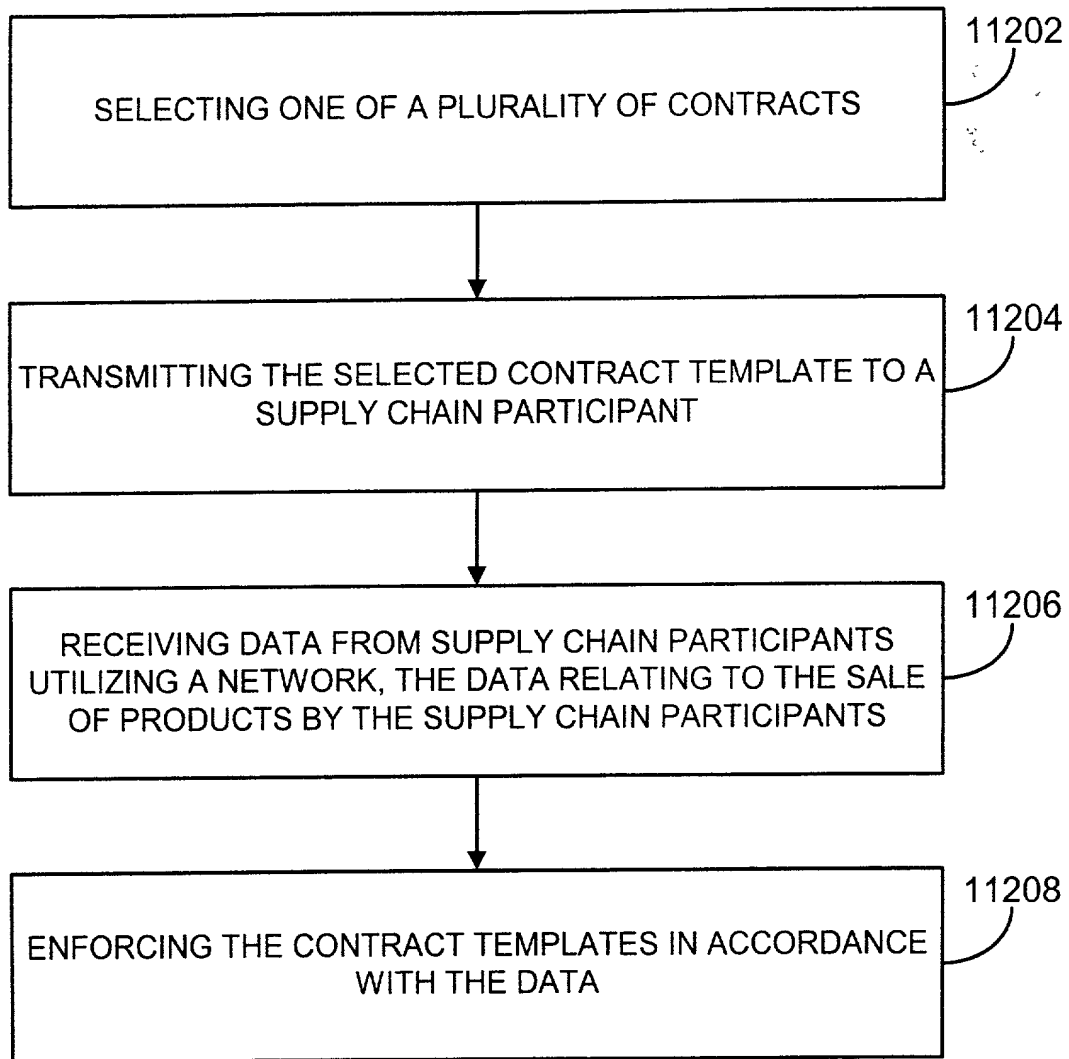 11202
SELECTING ONE OF A PLURALITY OF CONTRACTS
11204
TRANSMITTING THE SELECTED CONTRACT TEMPLATE TO A
SUPPLY CHAIN PARTICIPANT
11206
RECEIVING DATA FROM SUPPLY CHAIN PARTICIPANTS
UTILIZING A NETWORK, THE DATA RELATING TO THE SALE
OF PRODUCTS BY THE SUPPLY CHAIN PARTICIPANTS
11208
ENFORCING THE CONTRACT TEMPLATES IN ACCORDANCE
WITH THE DATA